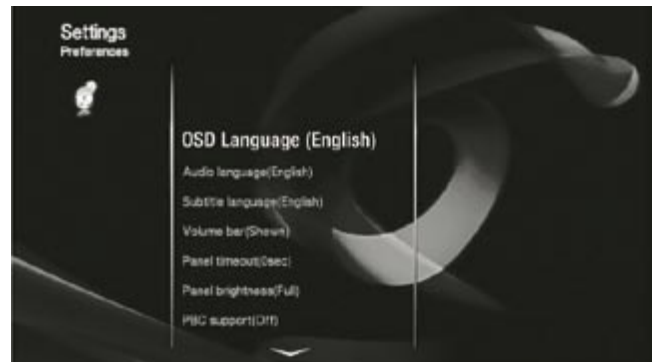 Settings
Preferences
OSD Language (English)
Audio language(English)
Subtitle language(English)
Volume bar(Shown)
Panel timeout(0sec)
Panel brightness(Full)
PBC support(Off)